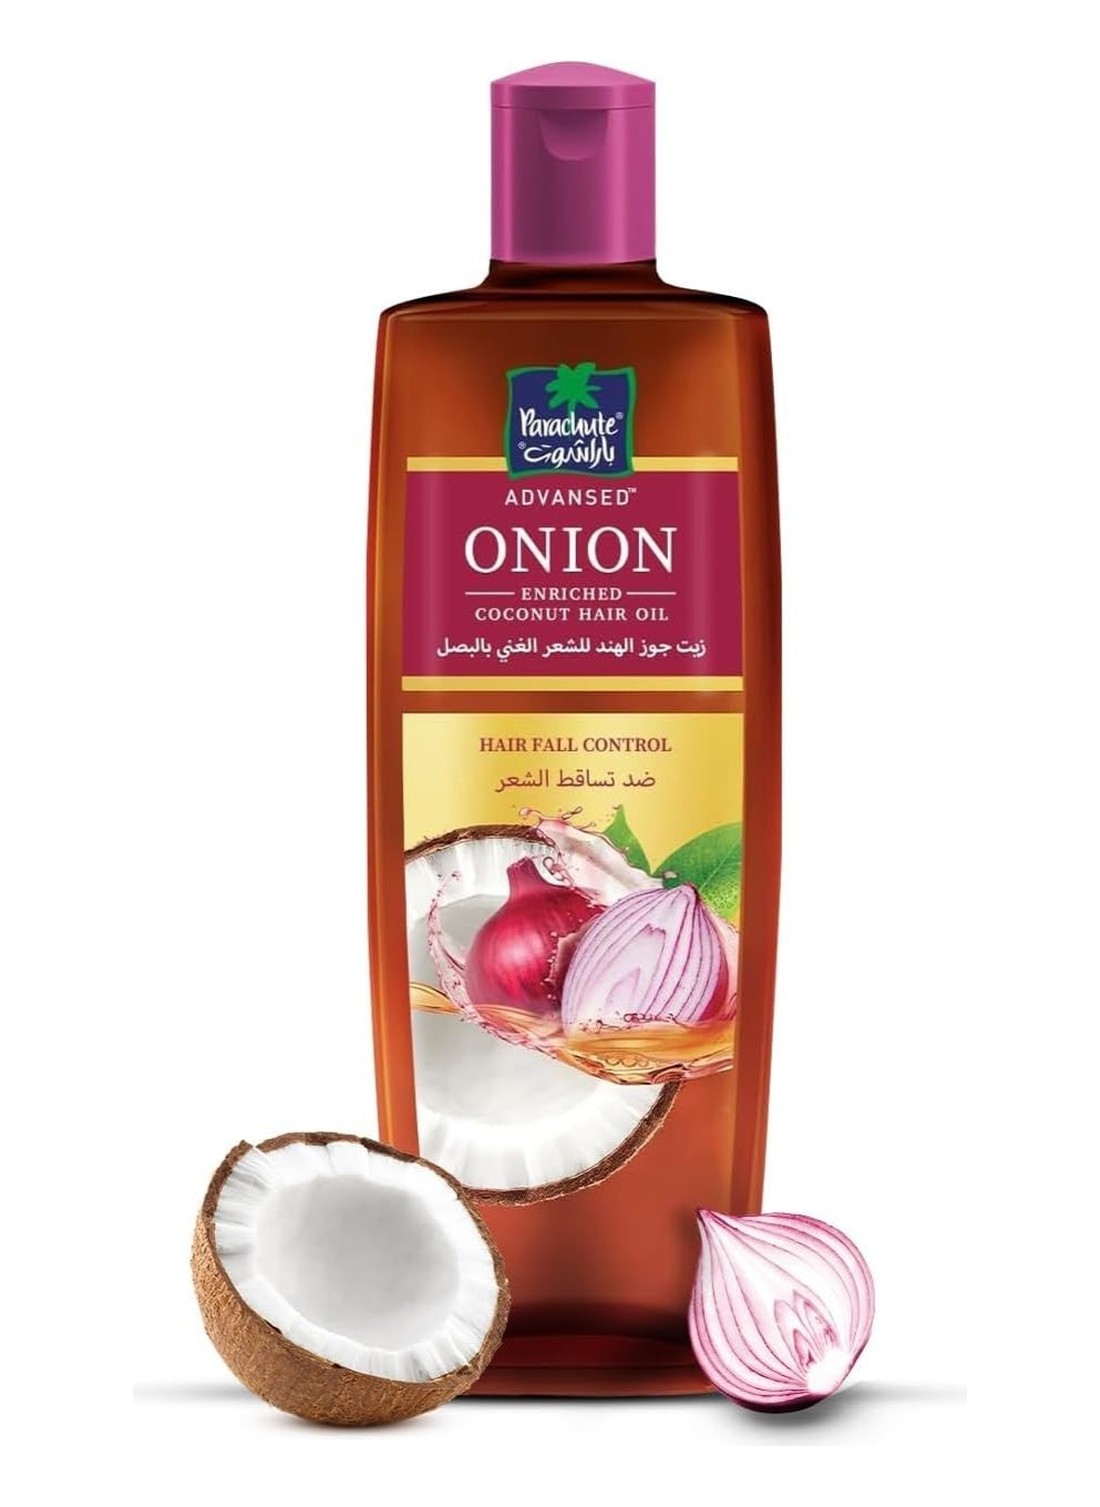 Parachute®
باراشوت®
ADVANSED™
ONION
ENRICHED
COCONUT HAIR OIL
زيت جوز الهند للشعر الغني بالبصل
HAIR FALL CONTROL
ضد تساقط الشعر